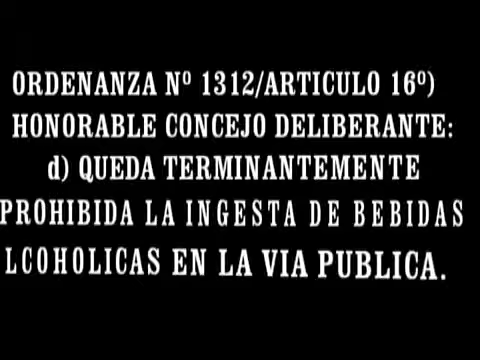 ORDENANZA Nº 1312/ARTICULO 16º)
HONORABLE CONCEJO DELIBERANTE:
d) QUEDA TERMINANTEMENTE
PROHIBIDA LA INGESTA DE BEBIDAS
LCOHOLICAS EN LA VIA PUBLICA.